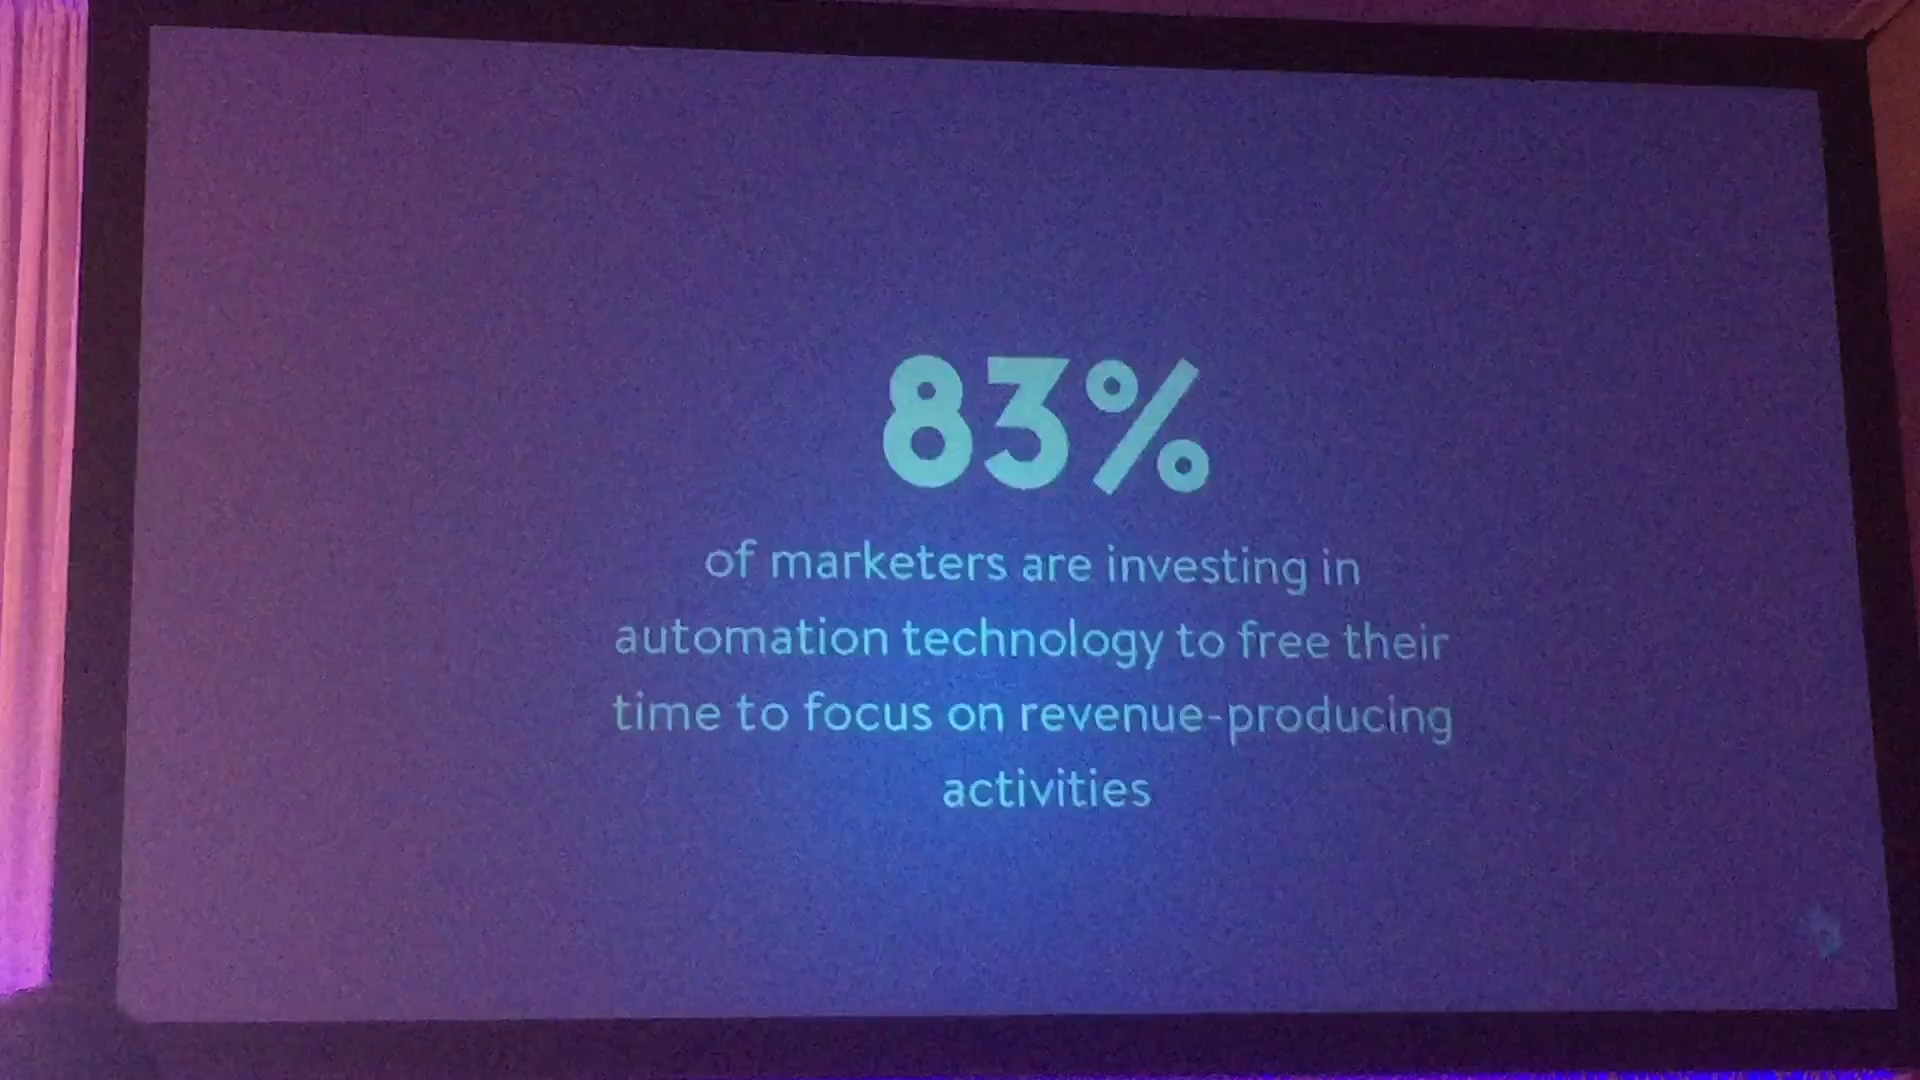 83%
of marketers are investing in
automation technology to free their
time to focus on revenue-producing
activities